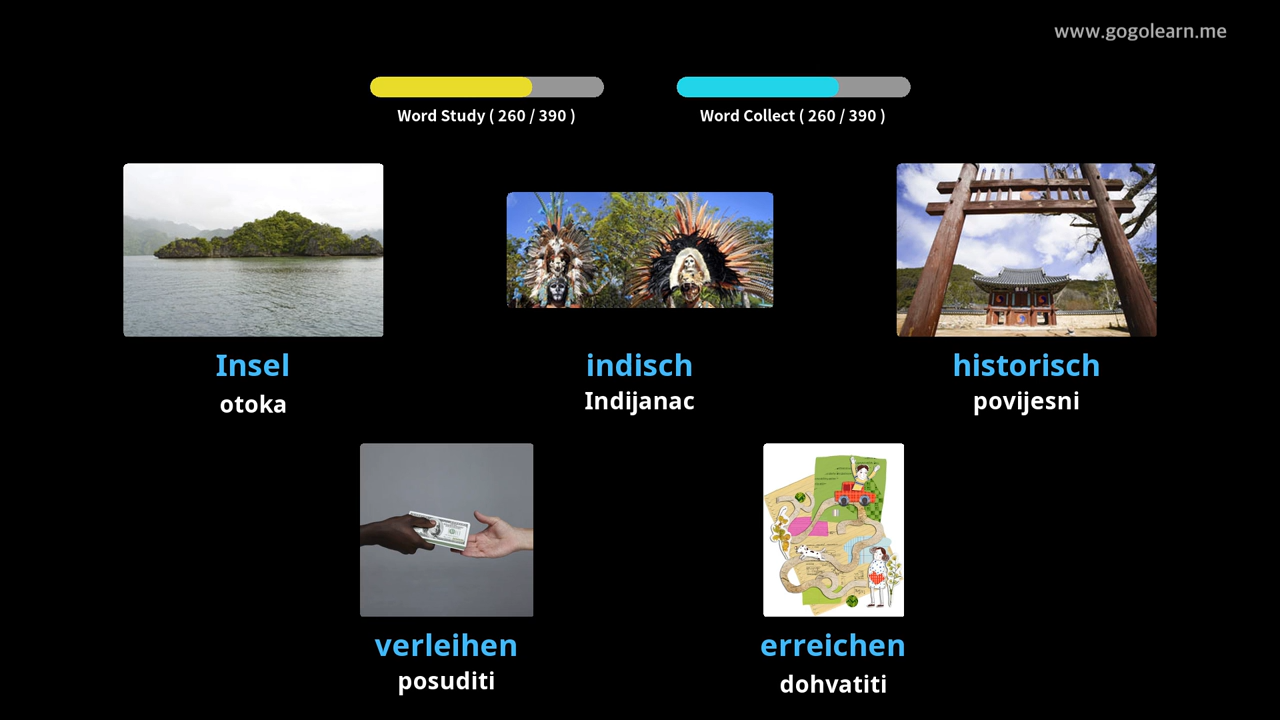 www.gogolearn.me
Word Study ( 260 / 390 )
Word Collect ( 260 / 390 )
Insel
otoka
indisch
Indijanac
historisch
povijesni
verleihen
posuditi
erreichen
dohvatiti